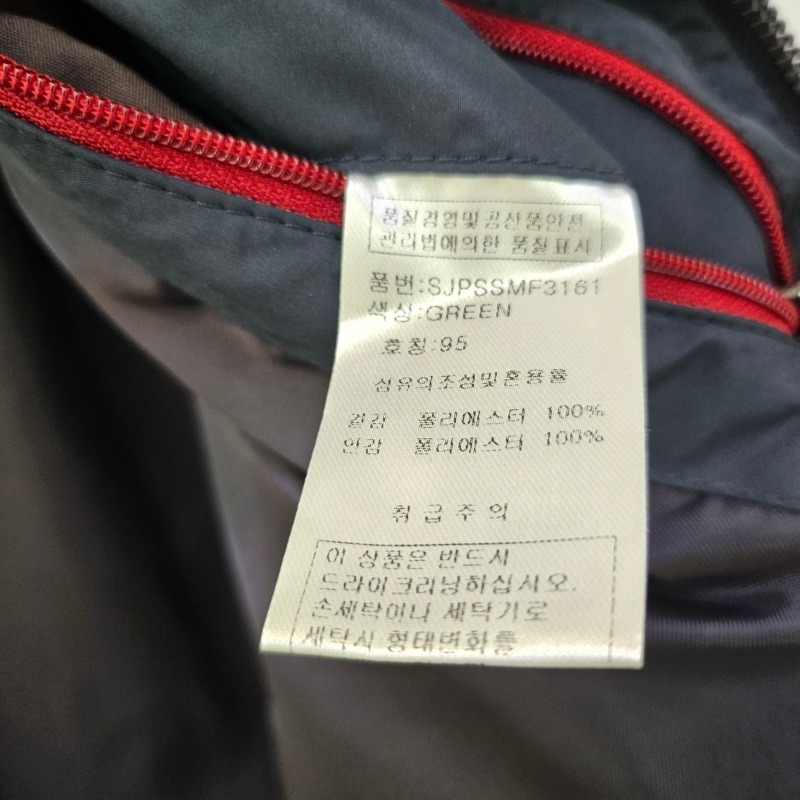 품질경영및공산품안전
관리법에의한 품질표시
품번:SJPSSMF3161
색상:GREEN
호칭:95
섬유의조성및혼용률
겉감 폴리에스터 100%
안감 폴리에스터 100%
취급주의
이 상품은 반드시
드라이크리닝하십시오.
손세탁이나 세탁기로
세탁시 형태변화를